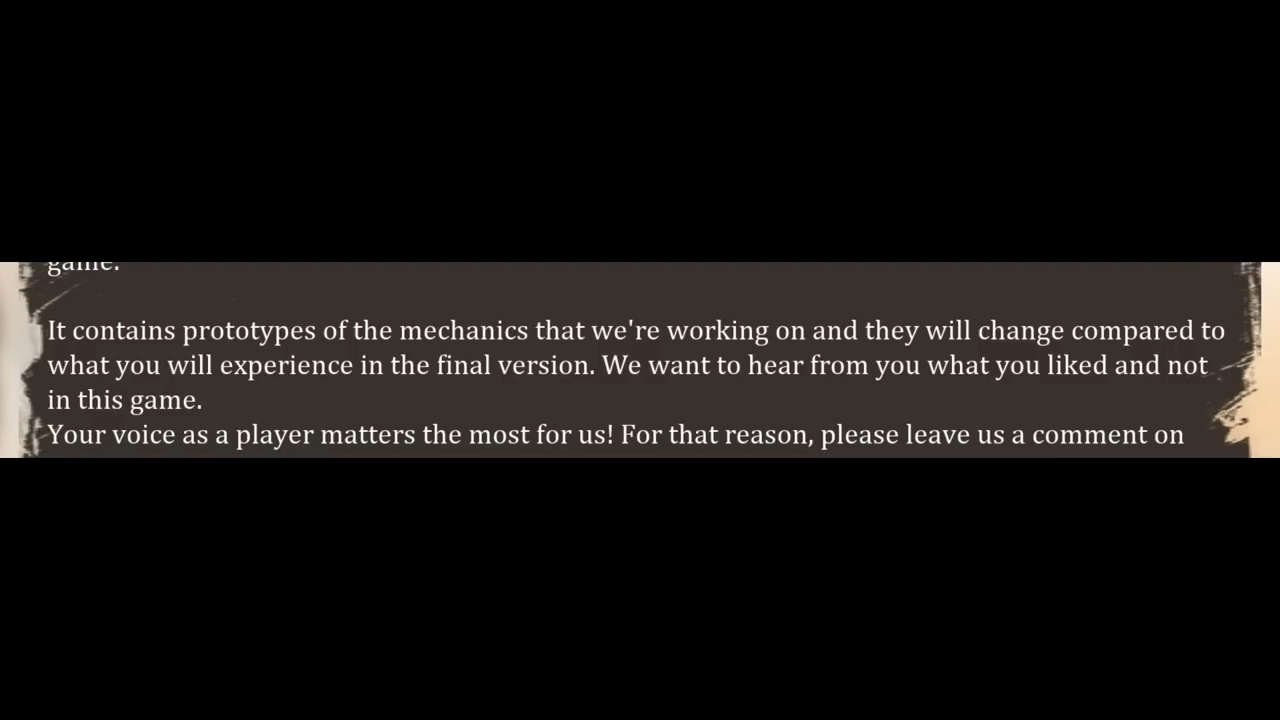 game.
It contains prototypes of the mechanics that we're working on and they will change compared to
what you will experience in the final version. We want to hear from you what you liked and not
in this game.
Your voice as a player matters the most for us! For that reason, please leave us a comment on